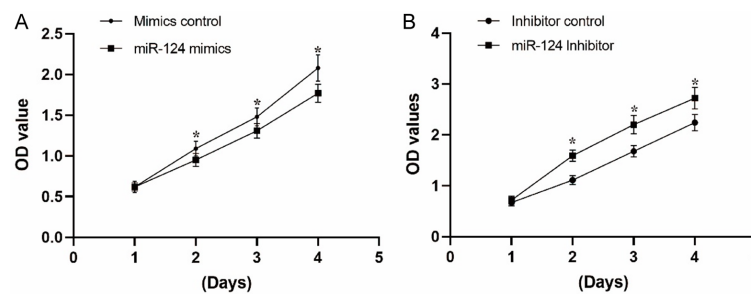 A
Mimics control
miR-124 mimics
OD value
2.5
2.0
1.5
1.0
0.5
0.0
* * *
0 1 2 3 4 5
(Days)
B
Inhibitor control
miR-124 Inhibitor
OD values
4
3
2
1
0
* * *
0 1 2 3 4
(Days)